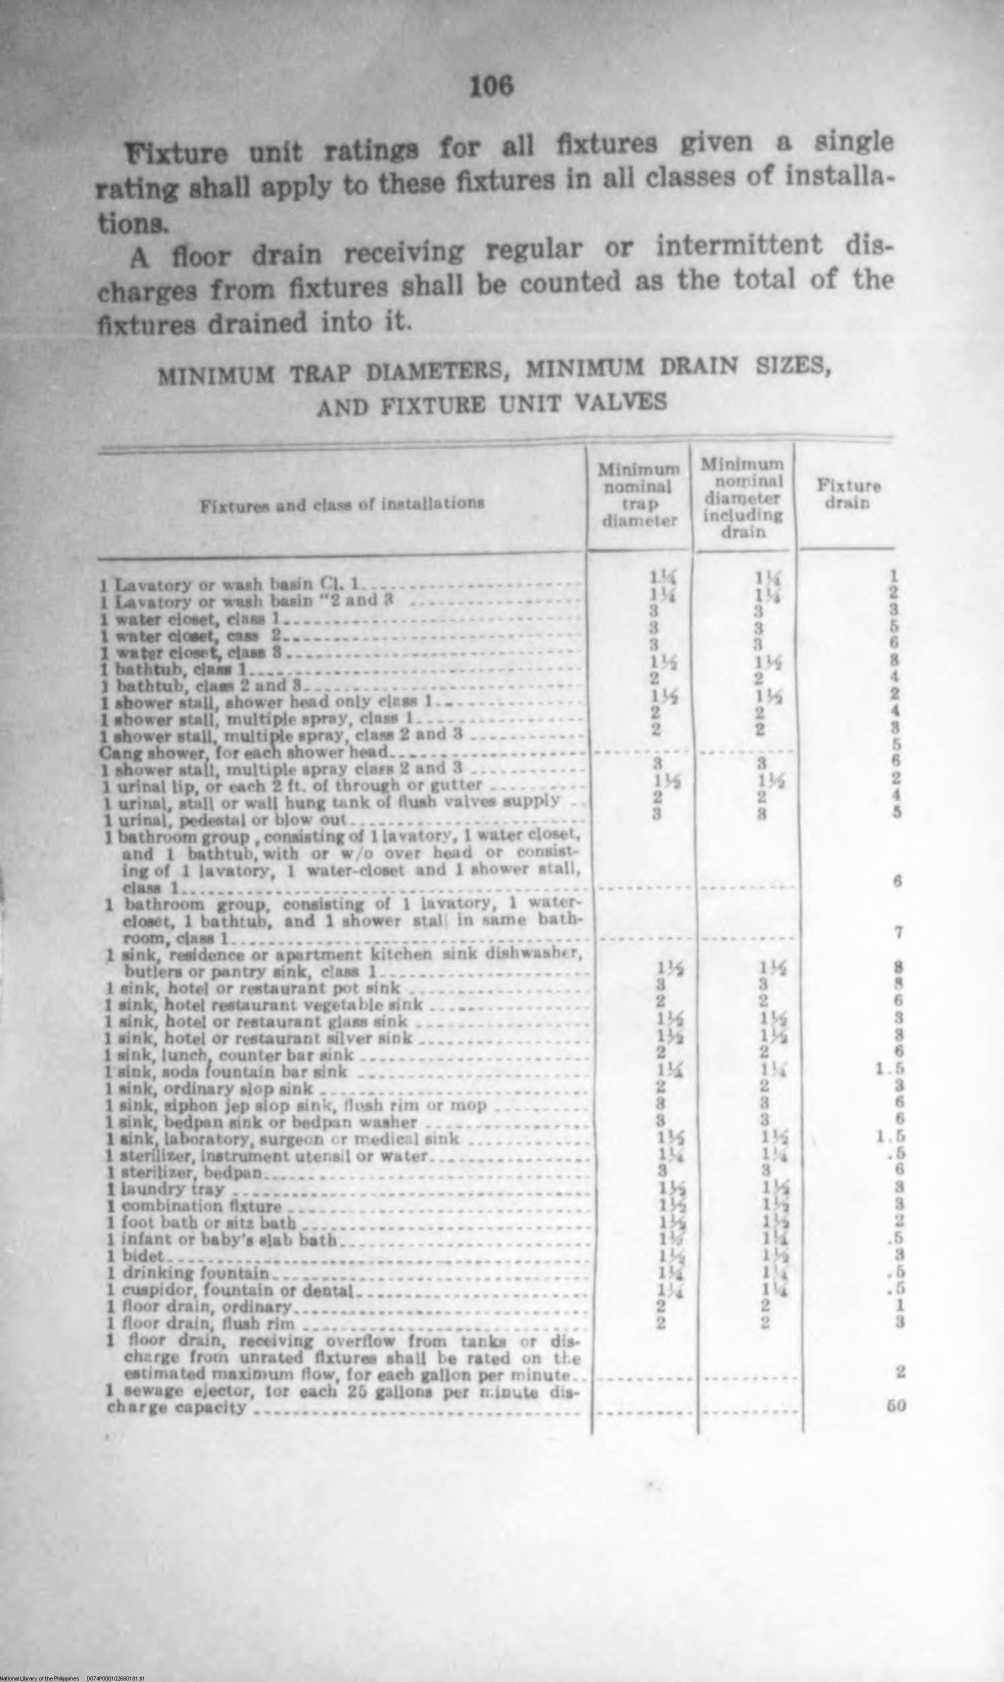 106
Fixture unit ratings for all fixtures given a single
rating shall apply to these fixtures in all classes of installa-
tions.
A floor drain receiving regular or intermittent dis-
charges from fixtures shall be counted as the total of the
fixtures drained into it.
MINIMUM TRAP DIAMETERS, MINIMUM DRAIN SIZES,
AND FIXTURE UNIT VALVES
Fixtures and class of installations
Minimum
nominal
trap
diameter
Minimum
nominal
diameter
including
drain
Fixture
drain
1 Lavatory or wash basin Cl. 1 1¼ 1¼ 1
1 Lavatory or wash basin "2 and 3 1¼ 1¼ 2
1 water closet, class 1 3 3 3
1 water closet, cass 2 3 3 5
1 water closet, class 3 3 3 6
1 bathtub, class 1 1½ 1½ 3
1 bathtub, class 2 and 3 2 2 4
1 shower stall, shower head only class 1 1½ 1½ 2
1 shower stall, multiple spray, class 1 2 2 4
1 shower stall, multiple spray, class 2 and 3 2 2 3
Cang shower, for each shower head 5
1 shower stall, multiple spray class 2 and 3 3 3 6
1 urinal lip, or each 2 ft. of through or gutter 1½ 1½ 2
1 urinal, stall or wall hung tank of flush valves supply 2 2 4
1 urinal, pedestal or blow out 3 3 5
1 bathroom group , consisting of 1 lavatory, 1 water closet,
and 1 bathtub, with or w/o over head or consist-
ing of 1 lavatory, 1 water-closet and 1 shower stall,
class 1 6
1 bathroom group, consisting of 1 lavatory, 1 water-
closet, 1 bathtub, and 1 shower stall in same bath-
room, class 1 7
1 sink, residence or apartment kitchen sink dishwasher,
butlers or pantry sink, class 1 1½ 1½ 3
1 sink, hotel or restaurant pot sink 3 3 8
1 sink, hotel restaurant vegetable sink 2 2 6
1 sink, hotel or restaurant glass sink 1½ 1½ 3
1 sink, hotel or restaurant silver sink 1½ 1½ 3
1 sink, lunch, counter bar sink 2 2 6
1 sink, soda fountain bar sink 1¼ 1¼ 1.5
1 sink, ordinary slop sink 2 2 3
1 sink, siphon jep slop sink, flush rim or mop 3 3 6
1 sink, bedpan sink or bedpan washer 3 3 6
1 sink, laboratory, surgeon or medical sink 1½ 1½ 1.5
1 sterilizer, instrument utensil or water 1¼ 1¼ .5
1 sterilizer, bedpan 3 3 6
1 laundry tray 1½ 1½ 3
1 combination fixture 1½ 1½ 3
1 foot bath or sitz bath 1½ 1½ 2
1 infant or baby's slab bath 1½ 1½ .5
1 bidet 1½ 1½ 3
1 drinking fountain 1¼ 1¼ .5
1 cuspidor, fountain or dental 1¼ 1¼ .5
1 floor drain, ordinary 2 2 1
1 floor drain, flush rim 2 2 3
1 floor drain, receiving overflow from tanks or dis-
charge from unrated fixtures shall be rated on the
estimated maximum flow, for each gallon per minute 2
1 sewage ejector, for each 25 gallons per minute dis-
charge capacity 50
National Library of the Philippines